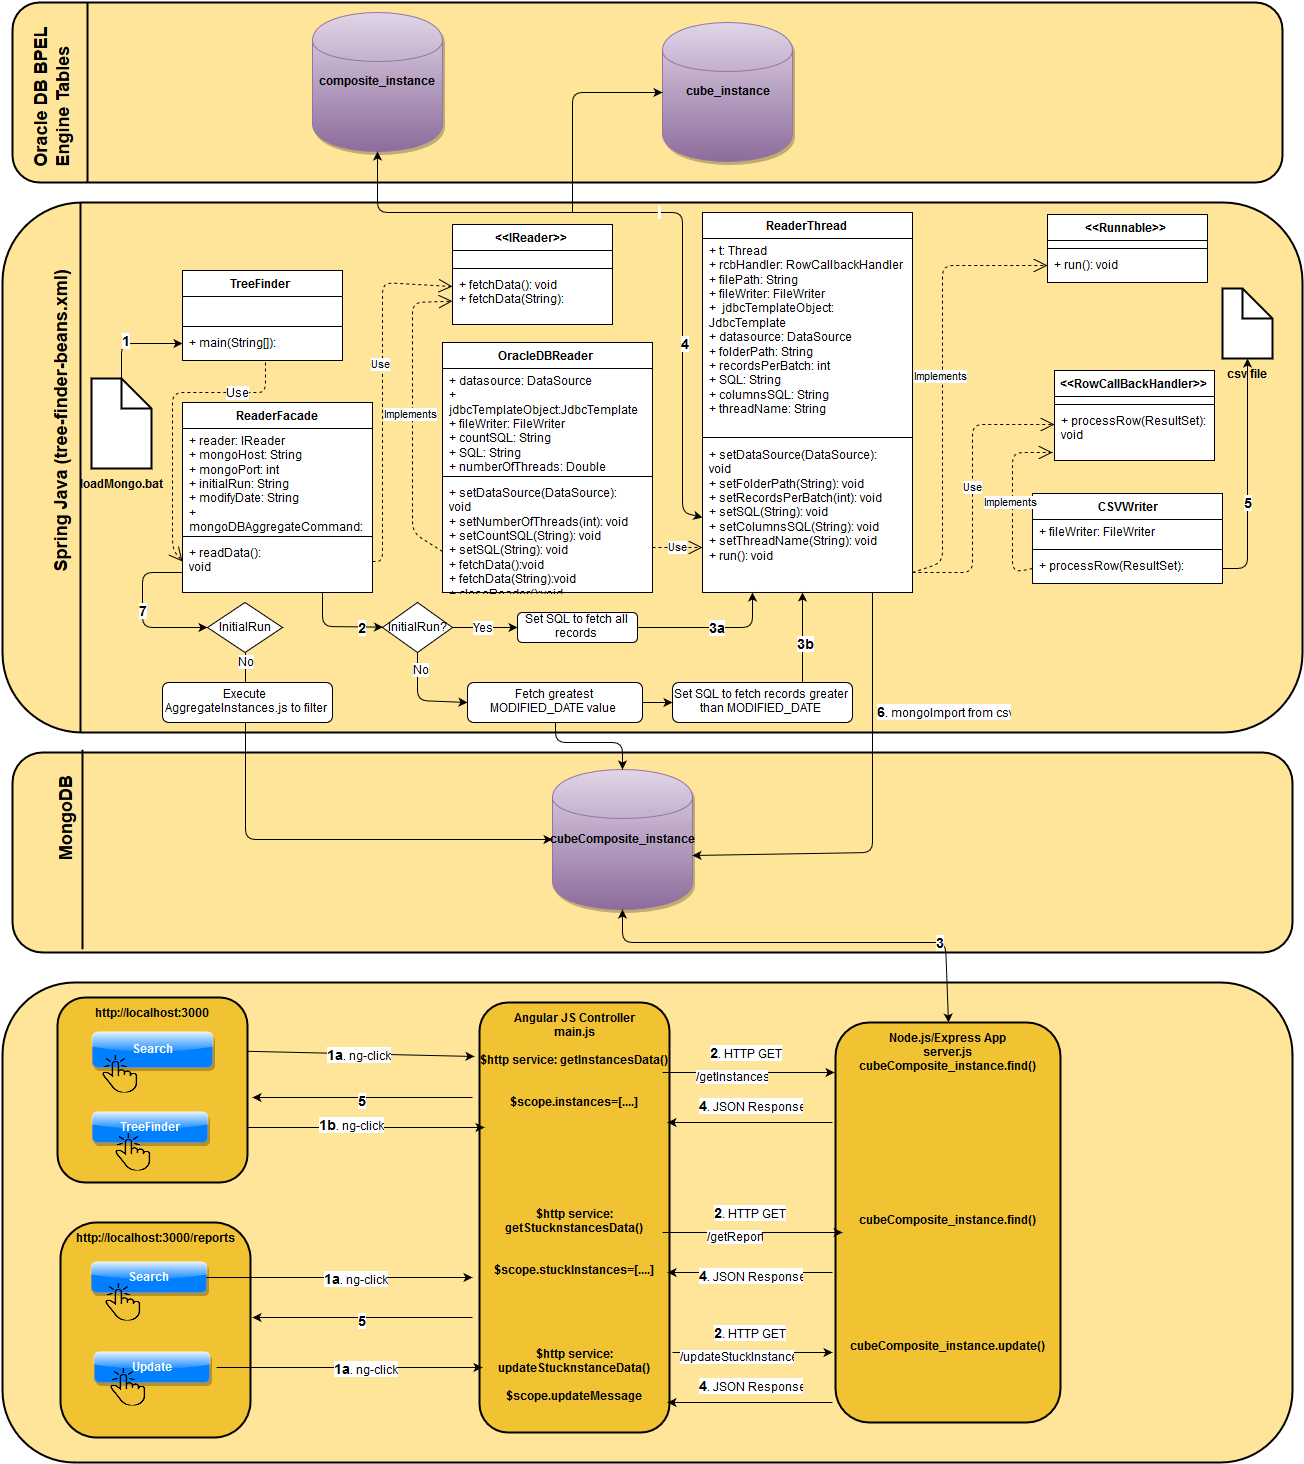 Oracle DB BPEL
Engine Tables
composite_instance
cube_instance
Spring Java (tree-finder-beans.xml)
1
loadMongo.bat
TreeFinder
+ main(String[]):
Use
ReaderFacade
+ reader: IReader
+ mongoHost: String
+ mongoPort: int
+ initialRun: String
+ modifyDate: String
+
mongoDBAggregateCommand:
+ readData():
void
Use
Implements
<<IReader>>
+ fetchData(): void
+ fetchData(String):
OracleDBReader
+ datasource: DataSource
+
jdbcTemplateObject:JdbcTemplate
+ fileWriter: FileWriter
+ countSQL: String
+ SQL: String
+ numberOfThreads: Double
+ setDataSource(DataSource):
void
+ setNumberOfThreads(int): void
+ setCountSQL(String): void
+ setSQL(String): void
+ fetchData():void
+ fetchData(String):void
+ closeReader():void
Use
4
ReaderThread
+ t: Thread
+ rcbHandler: RowCallbackHandler
+ filePath: String
+ fileWriter: FileWriter
+ jdbcTemplateObject:
JdbcTemplate
+ datasource: DataSource
+ folderPath: String
+ recordsPerBatch: int
+ SQL: String
+ columnsSQL: String
+ threadName: String
+ setDataSource(DataSource):
void
+ setFolderPath(String): void
+ setRecordsPerBatch(int): void
+ setSQL(String): void
+ setColumnsSQL(String): void
+ setThreadName(String): void
+ run(): void
Implements
Use
Implements
<<Runnable>>
+ run(): void
csv file
<<RowCallBackHandler>>
+ processRow(ResultSet):
void
CSVWriter
+ fileWriter: FileWriter
+ processRow(ResultSet):
5
7
InitialRun
No
Execute
AggregateInstances.js to filter
2
InitialRun?
Yes
Set SQL to fetch all
records
3a
No
Fetch greatest
MODIFIED_DATE value
Set SQL to fetch records greater
than MODIFIED_DATE
3b
6. mongoImport from csv
MongoDB
cubeComposite_instance
3
http://localhost:3000
Search
TreeFinder
1a. ng-click
5
1b. ng-click
Angular JS Controller
main.js
$http service: getInstancesData()
$scope.instances=[....]
2. HTTP GET
/getInstances
4. JSON Response
Node.js/Express App
server.js
cubeComposite_instance.find()
http://localhost:3000/reports
Search
Update
1a. ng-click
5
1a. ng-click
$http service:
getStucknstancesData()
$scope.stuckInstances=[....]
$http service:
updateStucknstanceData()
$scope.updateMessage
2. HTTP GET
/getReport
4. JSON Response
2. HTTP GET
/updateStuckInstance
4. JSON Response
cubeComposite_instance.find()
cubeComposite_instance.update()